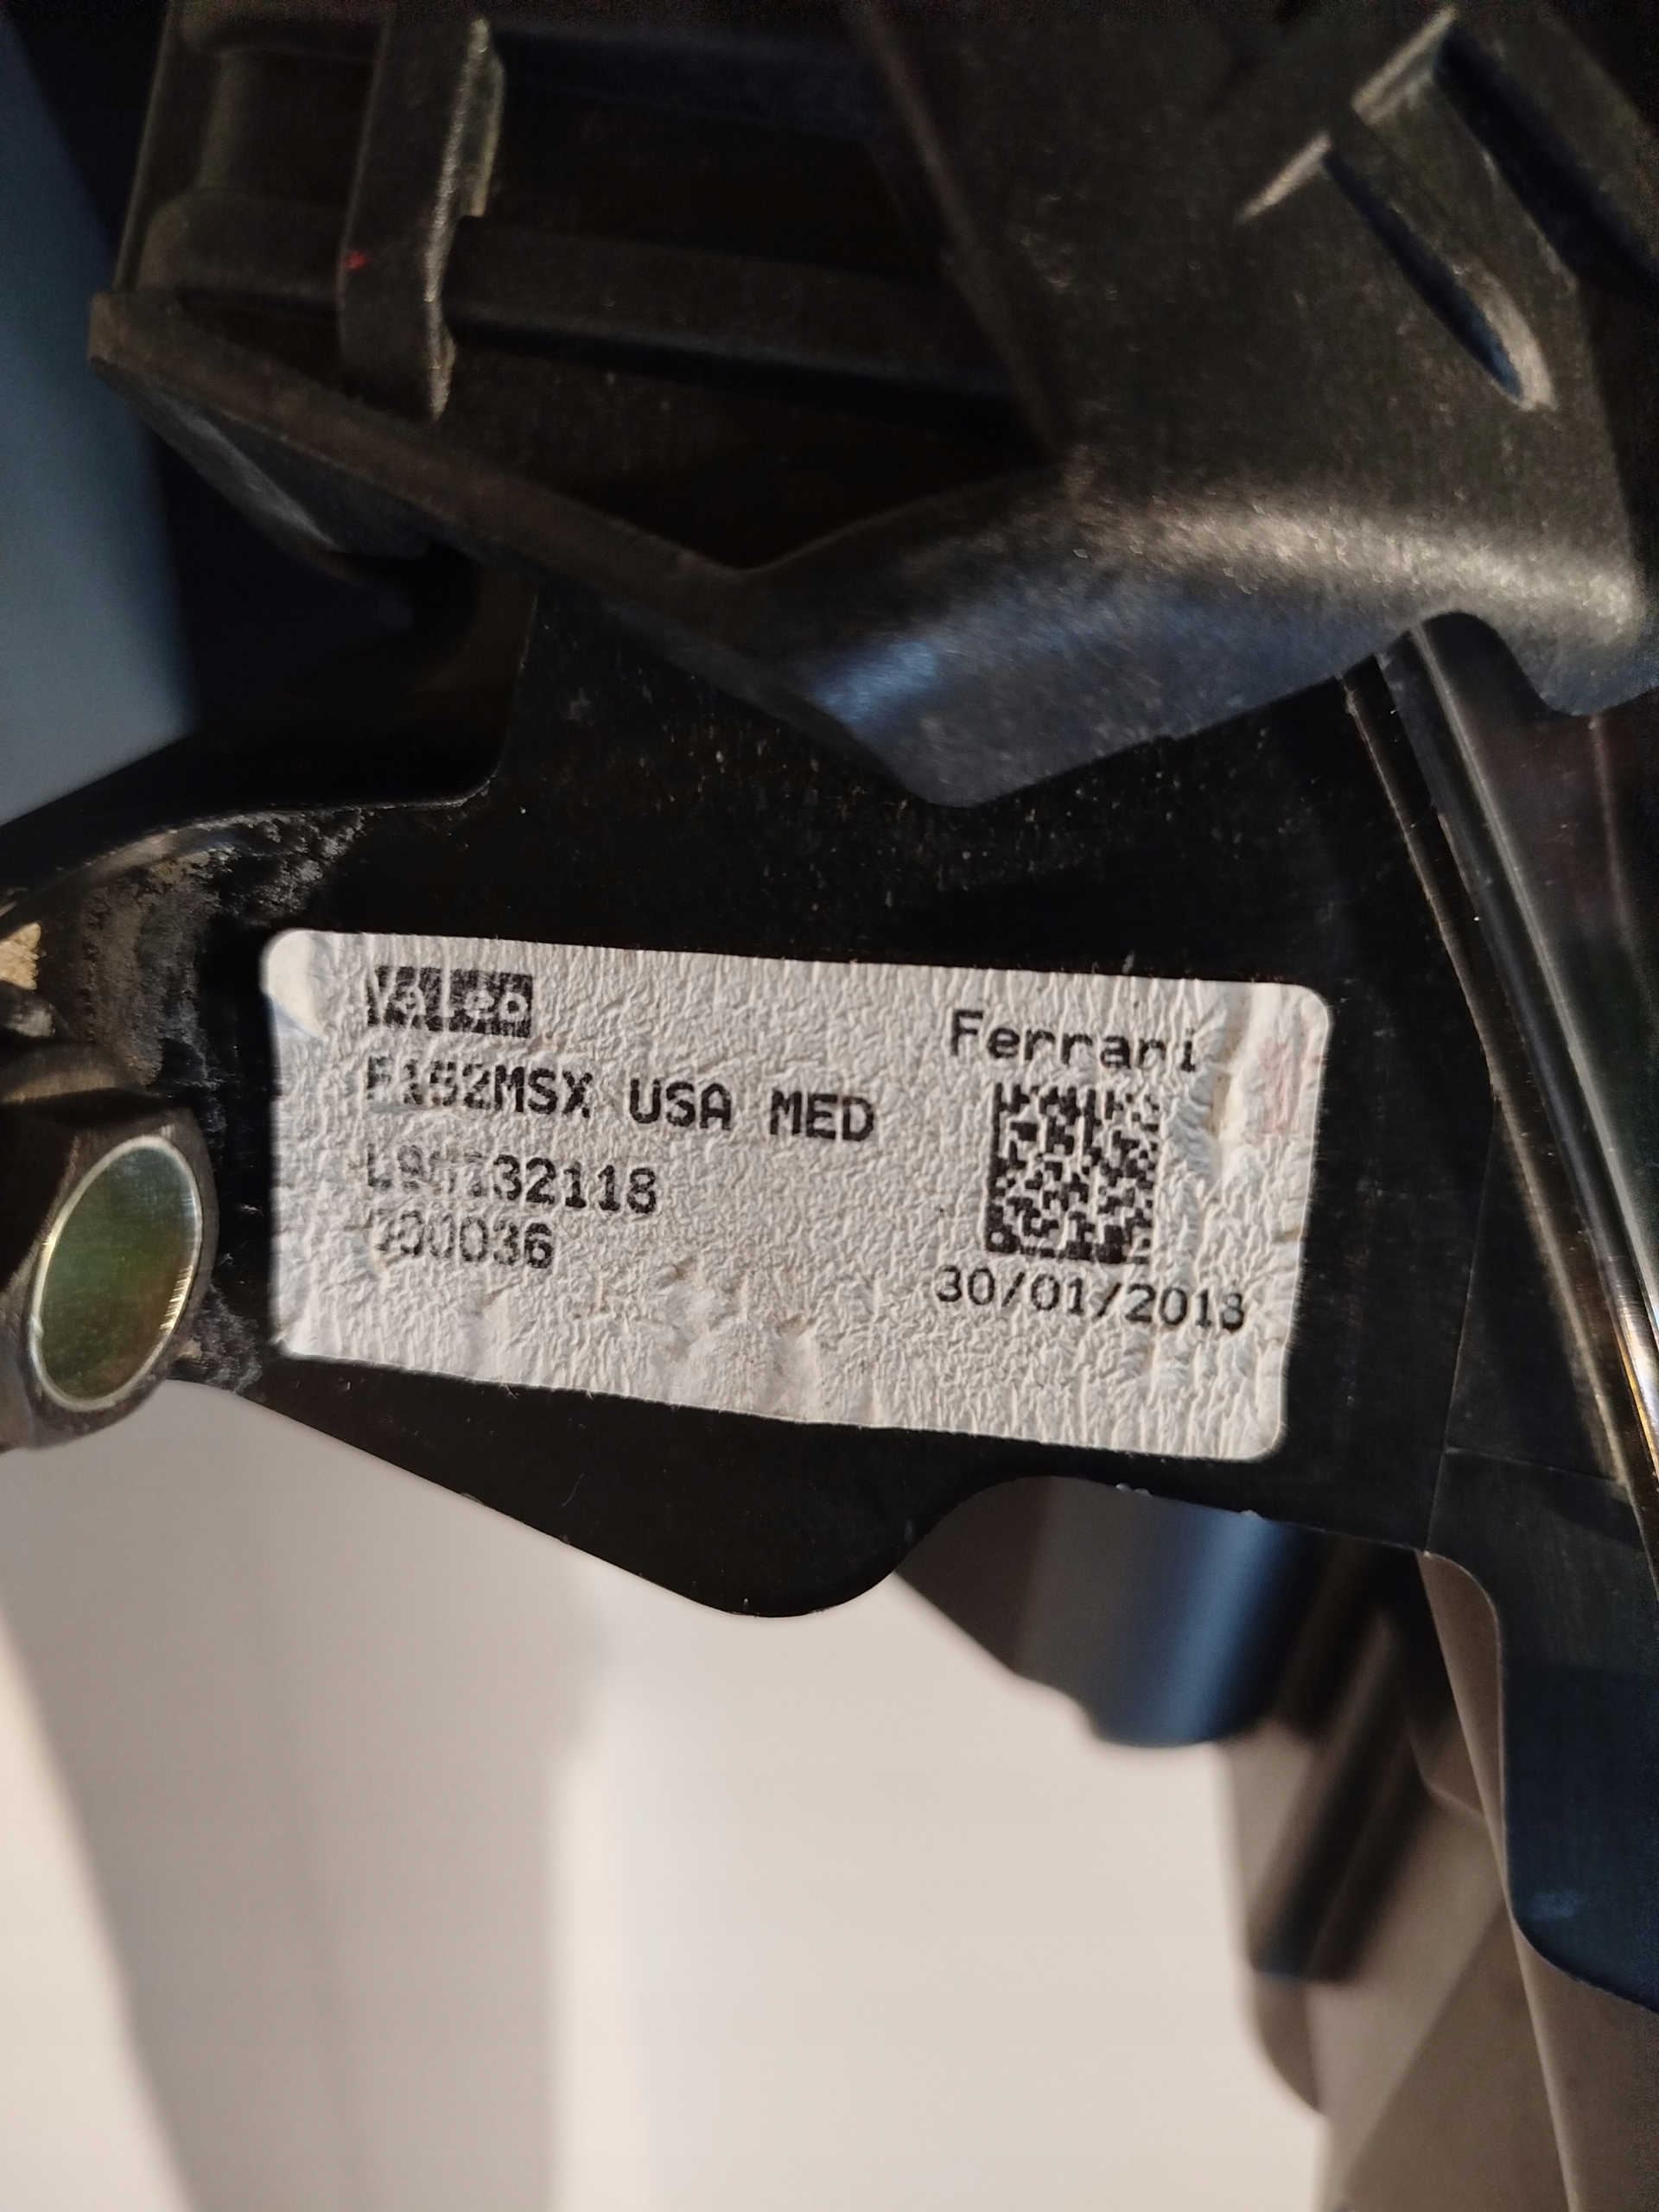 Valeo
Ferrari
F152MSX USA MED
30/01/2018